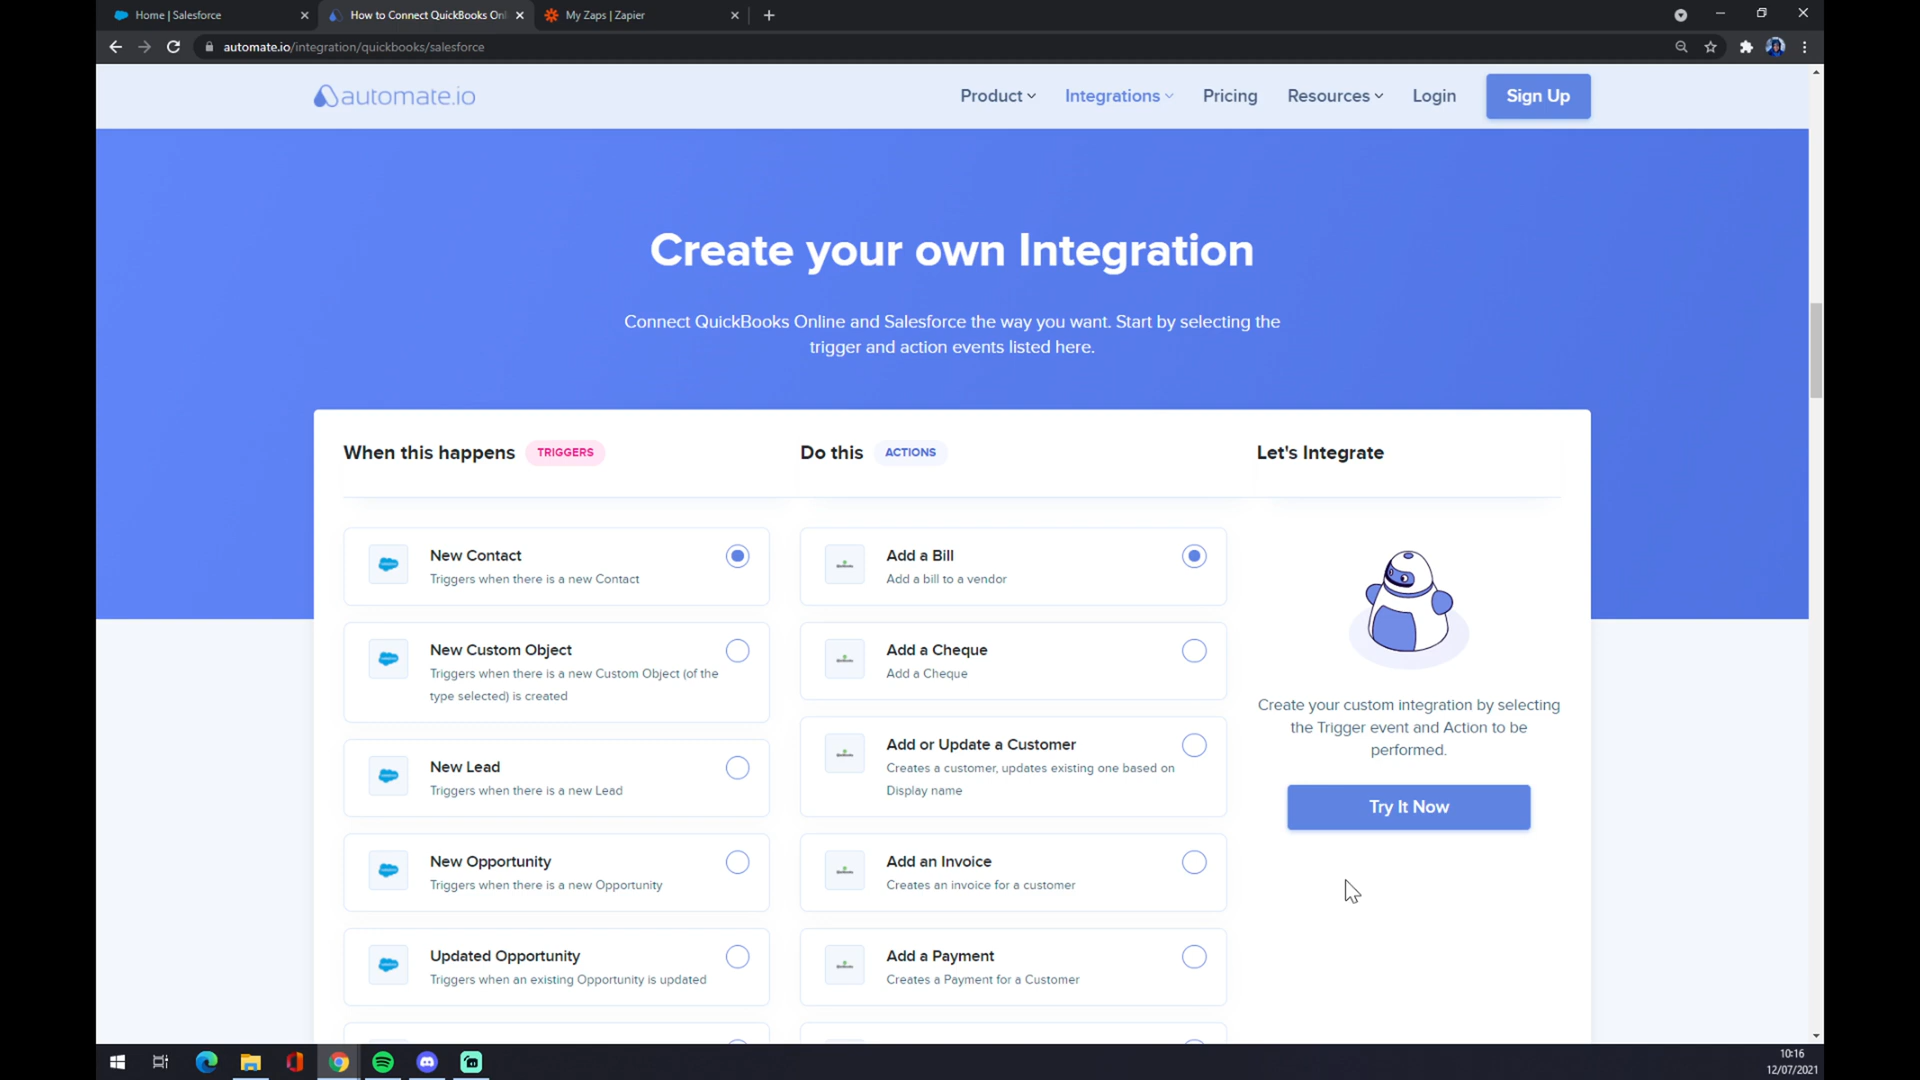 Home | Salesforce
How to Connect QuickBooks Onl
My Zaps | Zapier
automate.io/integration/quickbooks/salesforce
automate.io
Product
Integrations
Pricing
Resources
Login
Sign Up
Create your own Integration
Connect QuickBooks Online and Salesforce the way you want. Start by selecting the
trigger and action events listed here.
When this happens TRIGGERS
Do this ACTIONS
Let's Integrate
New Contact
Triggers when there is a new Contact
New Custom Object
Triggers when there is a new Custom Object (of the
type selected) is created
New Lead
Triggers when there is a new Lead
New Opportunity
Triggers when there is a new Opportunity
Updated Opportunity
Triggers when an existing Opportunity is updated
Add a Bill
Add a bill to a vendor
Add a Cheque
Add a Cheque
Add or Update a Customer
Creates a customer, updates existing one based on
Display name
Add an Invoice
Creates an invoice for a customer
Add a Payment
Creates a Payment for a Customer
Create your custom integration by selecting
the Trigger event and Action to be
performed.
Try It Now
10:16
12/07/2021